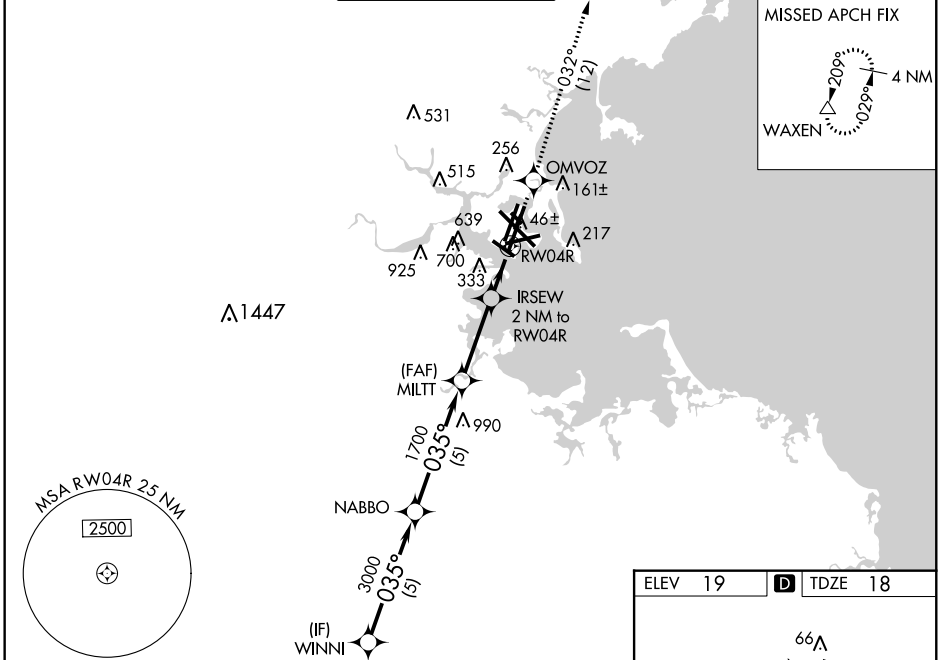 MISSED APCH FIX
209°
4 NM
029°
WAXEN
032°
(12)
531
256
OMVOZ
515
161±
46±
639
217
700
RW04R
925
333
IRSEW
2 NM to
RW04R
1447
(FAF)
MILTT
990
1700
035°
(5)
MSA RW04R 25 NM
2500
NABBO
3000
035°
(5)
(IF)
WINNI
ELEV 19 D TDZE 18
66